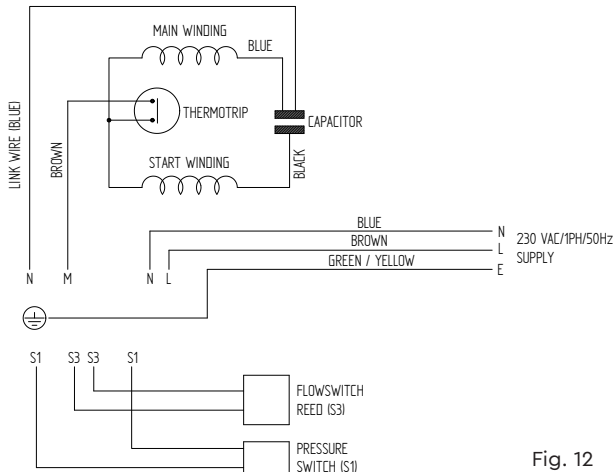 MAIN WINDING
BLUE
THERMOTRIP
CAPACITOR
START WINDING
BLACK
LINK WIRE (BLUE)
BROWN
BLUE
BROWN
GREEN / YELLOW
N
L
E
230 VAC/1PH/50Hz
SUPPLY
N M N L
S1 S3 S3 S1
FLOWSWITCH
REED (S3)
PRESSURE
SWITCH (S1)
Fig. 12